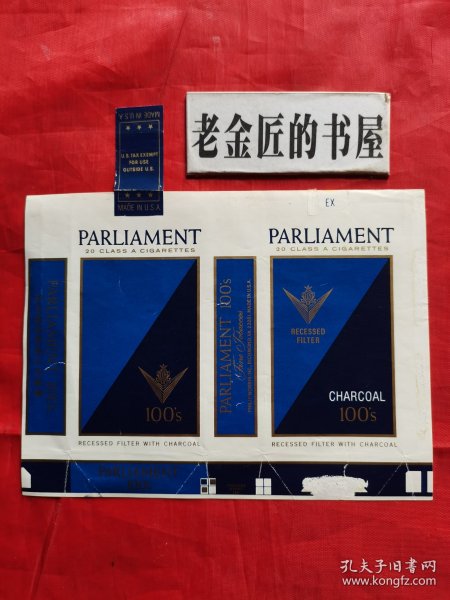 MADE IN U.S.A
U.S. TAX EXEMPT
FOR USE
OUTSIDE U.S.
MADE IN U.S.A
老金匠的书屋
EX
PARLIAMENT
20 CLASS A CIGARETTES
100's
RECESSED FILTER WITH CHARCOAL
PARLIAMENT 100's
PARLIAMENT
20 CLASS A CIGARETTES
RECESSED
FILTER
CHARCOAL
100's
RECESSED FILTER WITH CHARCOAL
PARLIAMENT
孔夫子旧书网
www.kongfz.com